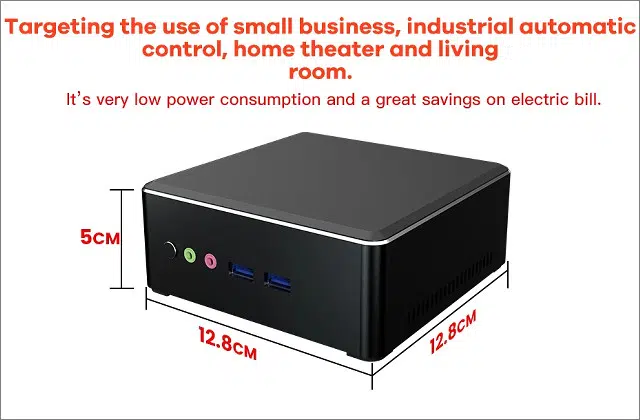 Targeting the use of small business, industrial automatic
control, home theater and living
room.
It's very low power consumption and a great savings on electric bill.
5CM
12.8CM
12.8CM